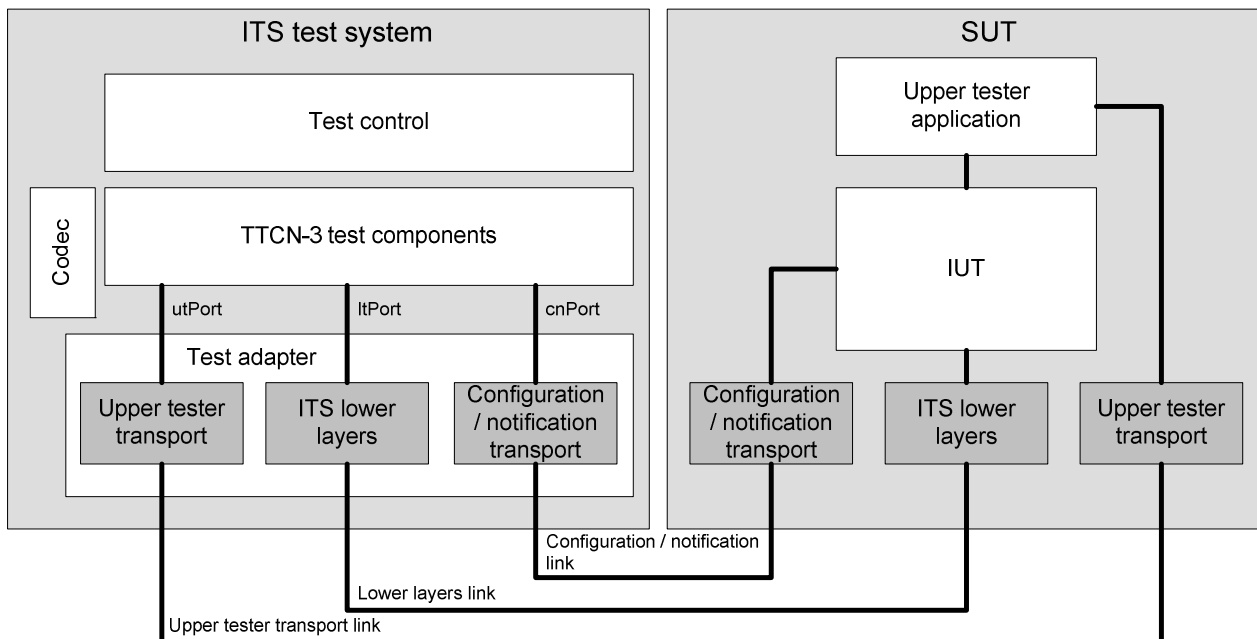 ITS test system
Test control
Codec
TTCN-3 test components
utPort
ltPort
cnPort
Test adapter
Upper tester
transport
ITS lower
layers
Configuration
/ notification
transport
SUT
Upper tester
application
IUT
Configuration
/ notification
transport
ITS lower
layers
Upper tester
transport
Configuration / notification
link
Lower layers link
Upper tester transport link